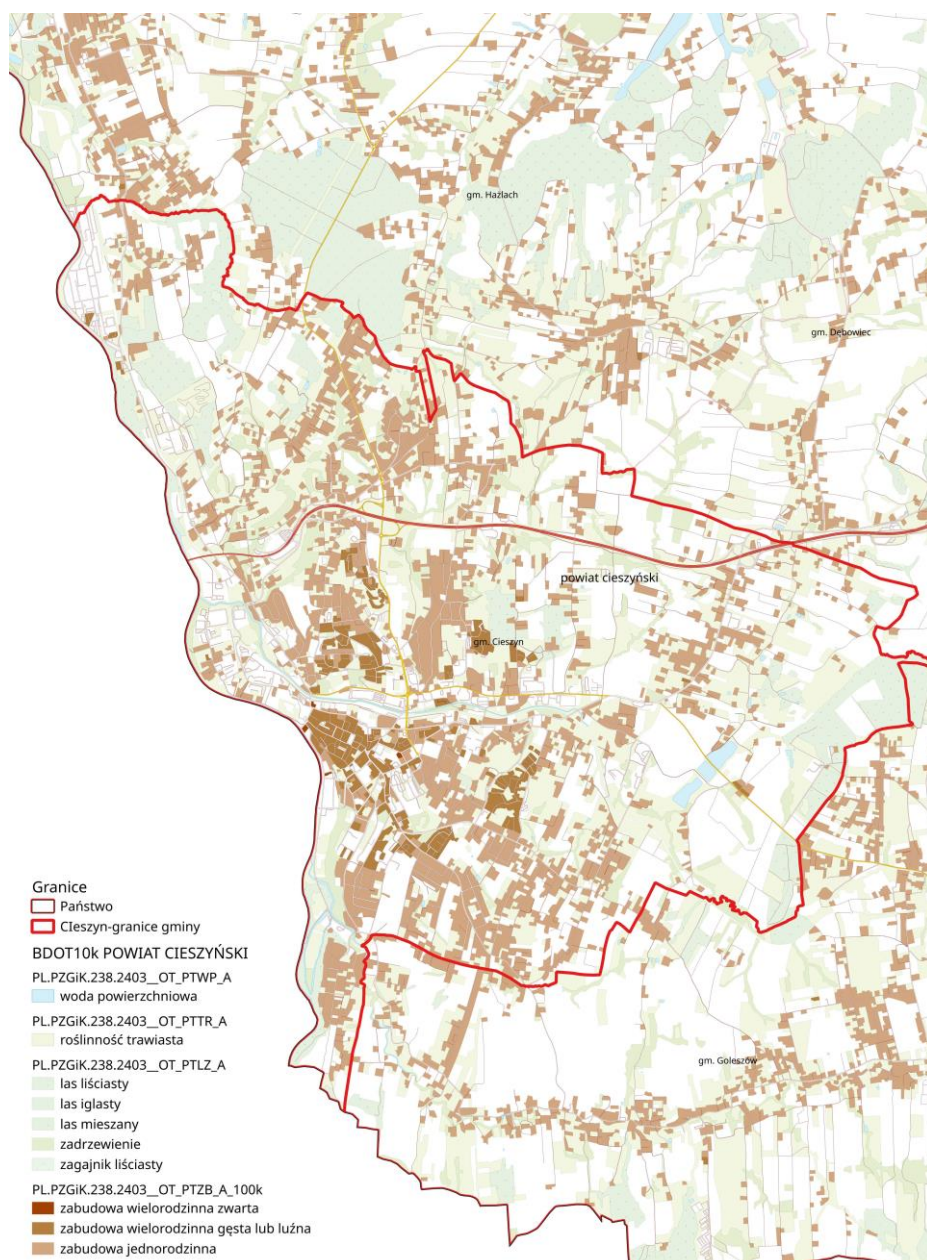 gm. Hażlach
gm. Dębowiec
powiat cieszyński
gm. Cieszyn
gm. Goleszów
Granice
Państwo
CIeszyn-granice gminy
BDOT10k POWIAT CIESZYŃSKI
PL.PZGiK.238.2403__OT_PTWP_A
woda powierzchniowa
PL.PZGiK.238.2403__OT_PTTR_A
roślinność trawiasta
PL.PZGiK.238.2403__OT_PTLZ_A
las liściasty
las iglasty
las mieszany
zadrzewienie
zagajnik liściasty
PL.PZGiK.238.2403__OT_PTZB_A_100k
zabudowa wielorodzinna zwarta
zabudowa wielorodzinna gęsta lub luźna
zabudowa jednorodzinna